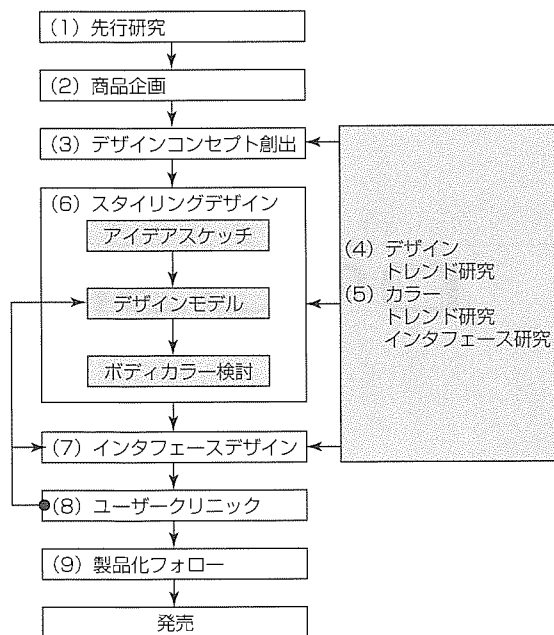 (1) 先行研究
(2) 商品企画
(3) デザインコンセプト創出
(6) スタイリングデザイン
アイデアスケッチ
デザインモデル
ボディカラー検討
(4) デザイン
トレンド研究
(5) カラー
トレンド研究
インタフェース研究
(7) インタフェースデザイン
(8) ユーザークリニック
(9) 製品化フォロー
発売